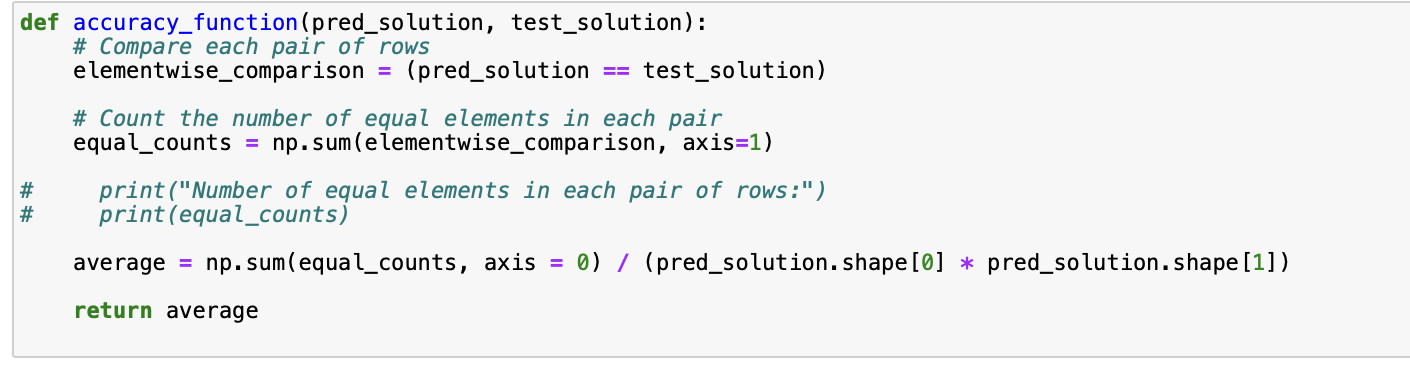 def accuracy_function(pred_solution, test_solution):
    # Compare each pair of rows
    elementwise_comparison = (pred_solution == test_solution)

    # Count the number of equal elements in each pair
    equal_counts = np.sum(elementwise_comparison, axis=1)

#     print("Number of equal elements in each pair of rows:")
#     print(equal_counts)

    average = np.sum(equal_counts, axis = 0) / (pred_solution.shape[0] * pred_solution.shape[1])

    return average